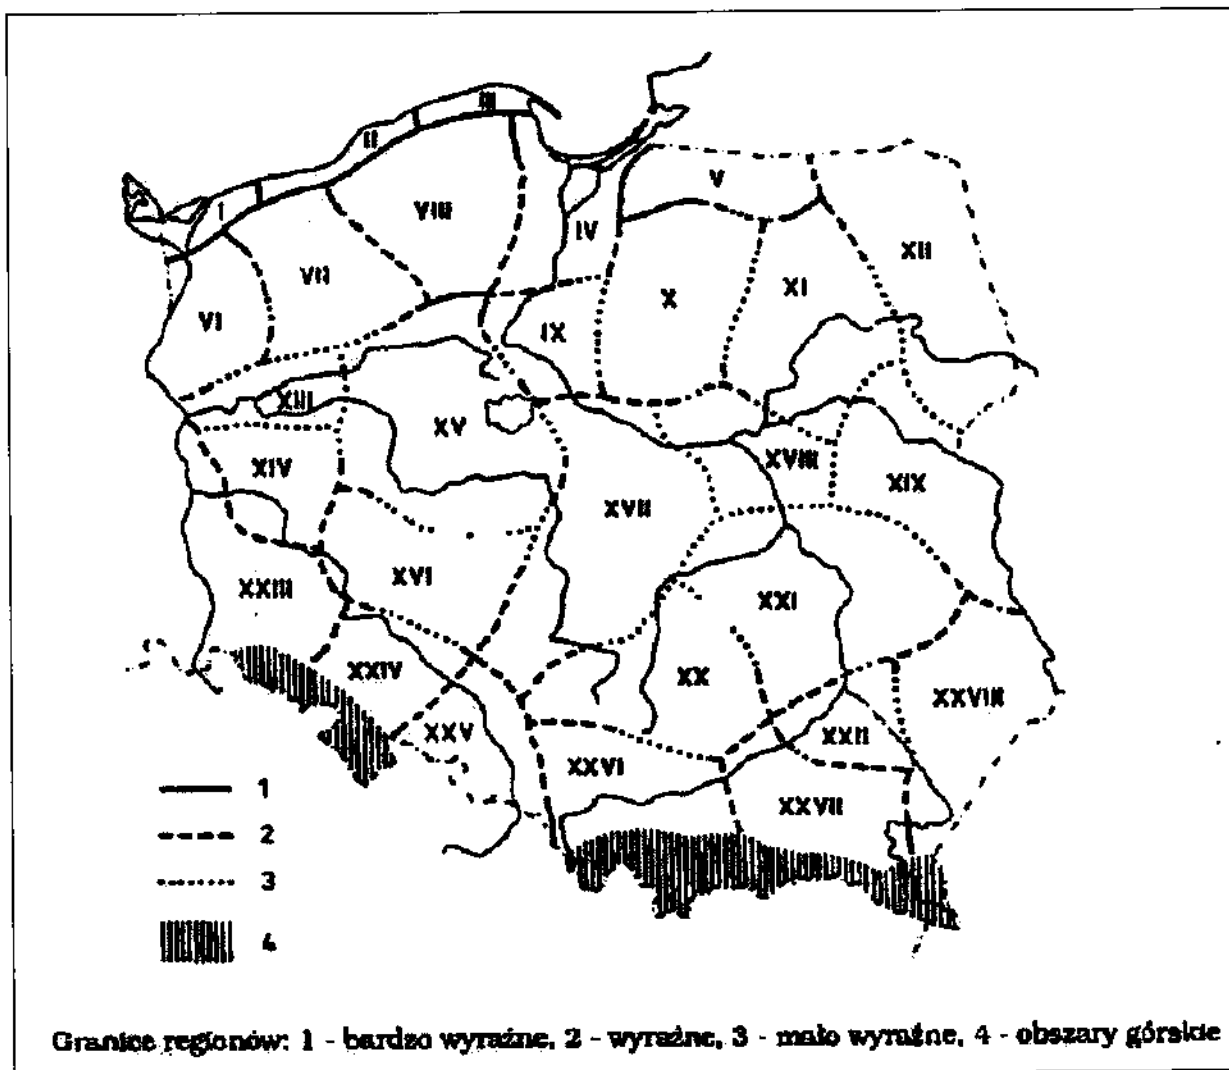 III
II
V
I
VIII
IV
XII
VII
XI
X
VI
IX
XIII
XV
XIV
XVIII
XIX
XVII
XVI
XXIII
XXI
XXIV
XX
XXVIII
XXV
XXII
XXVI
XXVII
1
2
3
4
Granice regionów: 1 - bardzo wyraźne, 2 - wyraźne, 3 - mało wyraźne, 4 - obszary górskie